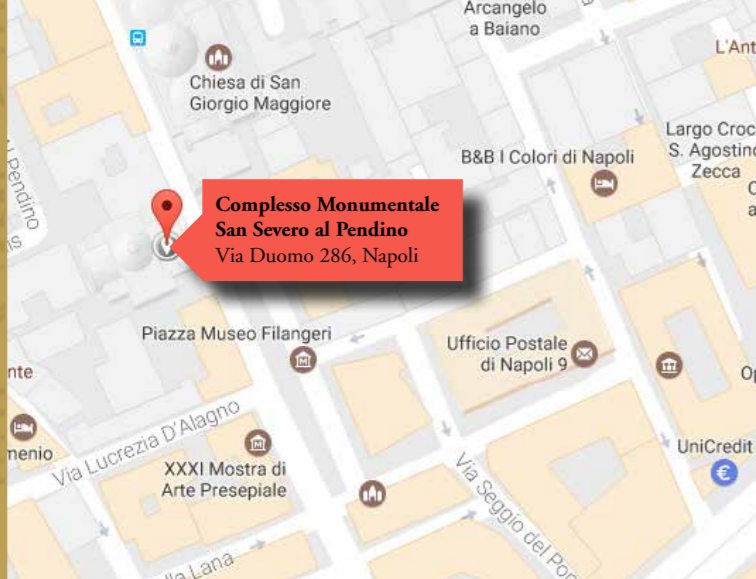 Arcangelo
a Baiano
Chiesa di San
Giorgio Maggiore
L'Ant
Largo Croc
S. Agostino
Zecca
B&B I Colori di Napoli
Al Pendino
Complesso Monumentale
San Severo al Pendino
Via Duomo 286, Napoli
Piazza Museo Filangeri
Ufficio Postale
di Napoli 9
nte
menio
Via Lucrezia D'Alagno
XXXI Mostra di
Arte Presepiale
Via Seggio del Po
UniCredit
€
Lana